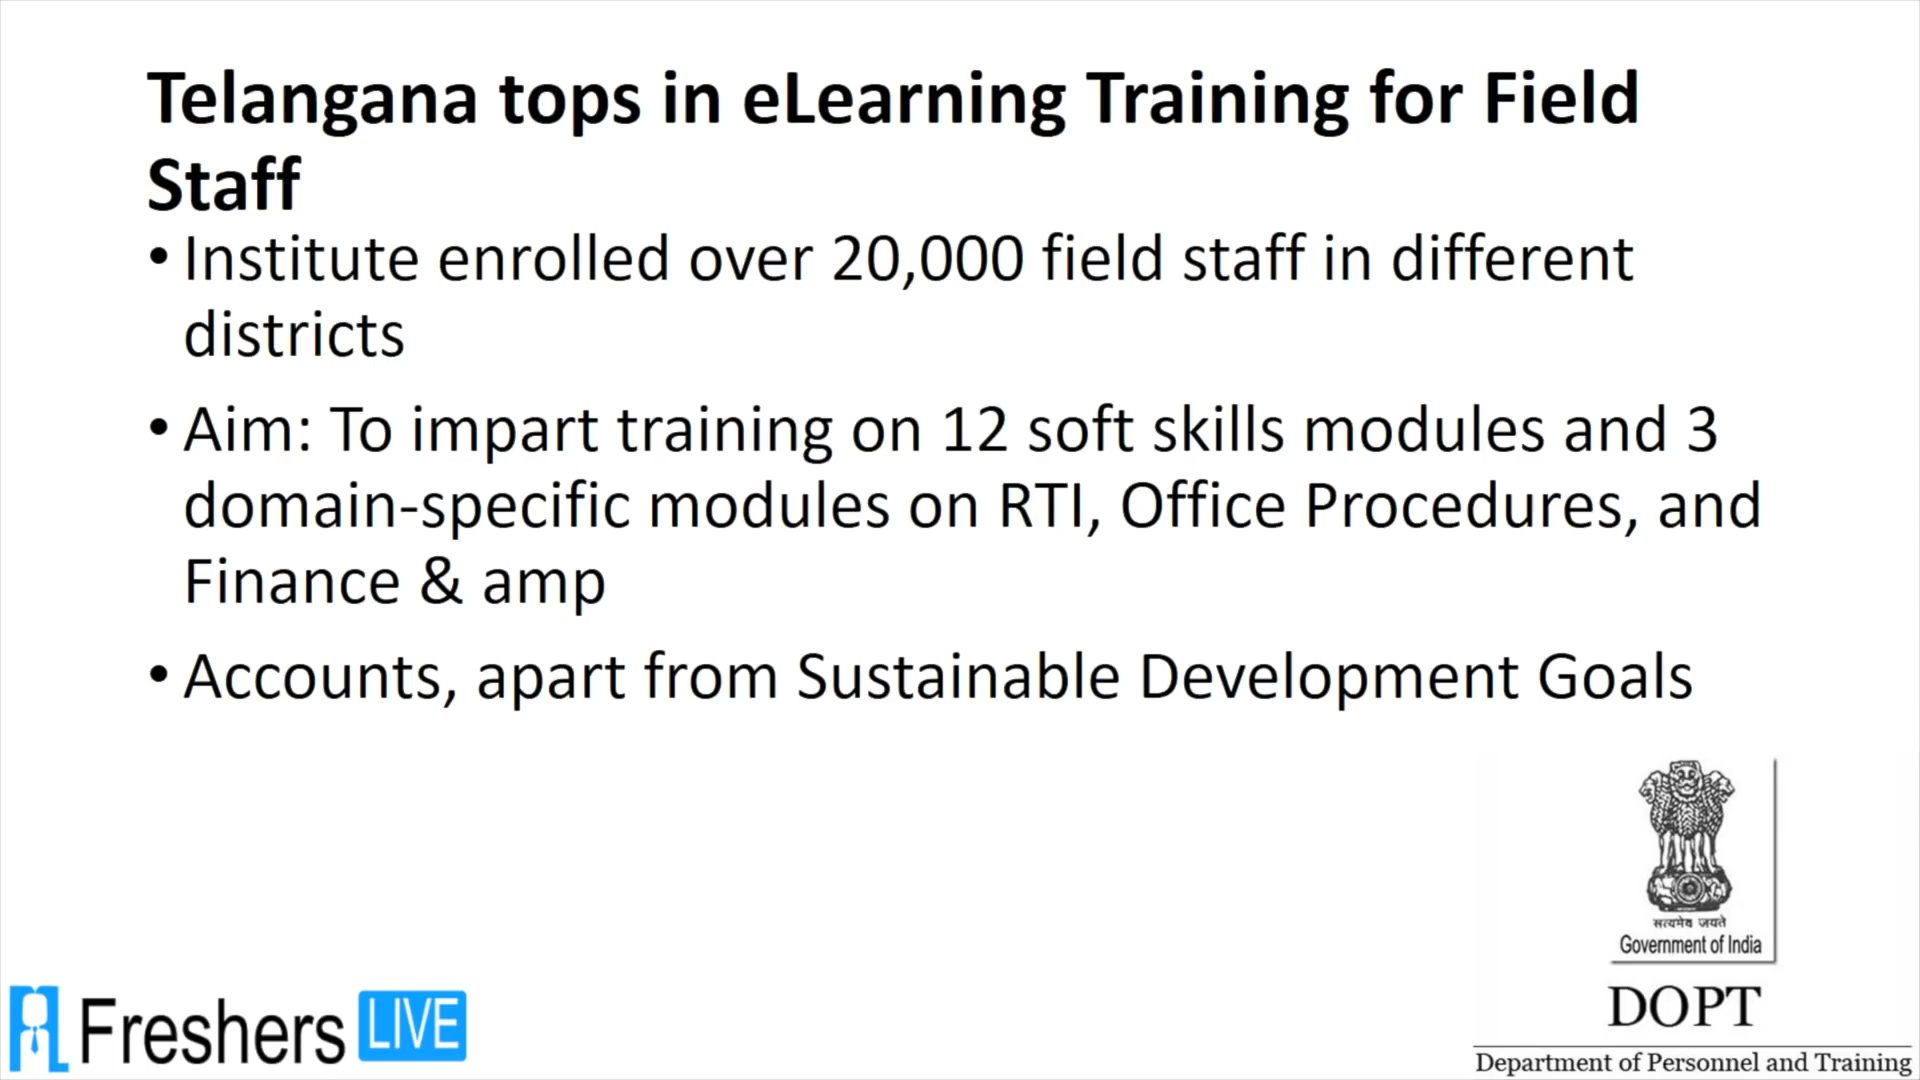 Telangana tops in eLearning Training for Field
Staff
• Institute enrolled over 20,000 field staff in different
districts
• Aim: To impart training on 12 soft skills modules and 3
domain-specific modules on RTI, Office Procedures, and
Finance & amp
• Accounts, apart from Sustainable Development Goals
सत्यमेव जयते
Government of India
DOPT
Department of Personnel and Training
Freshers LIVE